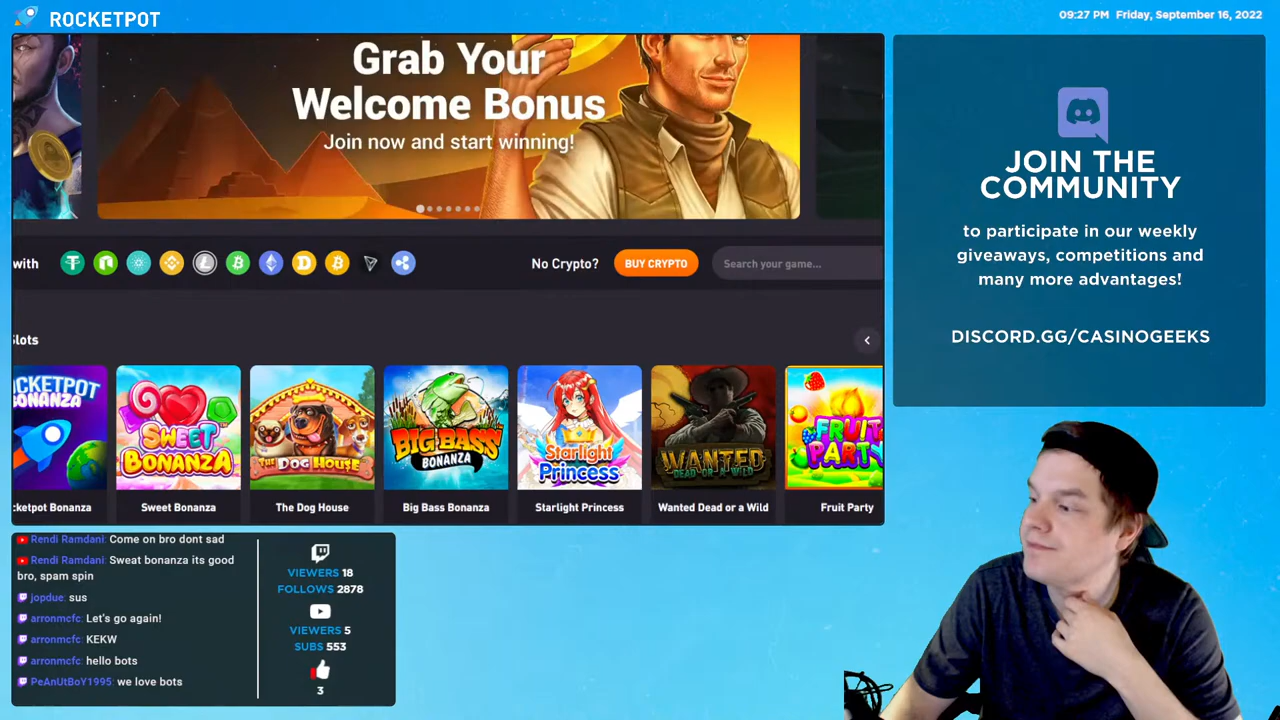 ROCKETPOT
09:27 PM Friday, September 16, 2022
Grab Your
Welcome Bonus
Join now and start winning!
with
No Crypto?
BUY CRYPTO
Search your game...
Slots
CKETPOT
BONANZA
SWEET
BONANZA
THE DOG HOUSE
BIG BASS
BONANZA
Starlight
Princess
WANTED
DEAD OR A WILD
FRUIT
PARTY
cketpot Bonanza
Sweet Bonanza
The Dog House
Big Bass Bonanza
Starlight Princess
Wanted Dead or a Wild
Fruit Party
JOIN THE
COMMUNITY
to participate in our weekly
giveaways, competitions and
many more advantages!
DISCORD.GG/CASINOGEEKS
Rendi Ramdani: Come on bro dont sad
Rendi Ramdani: Sweat bonanza its good
bro, spam spin
jopdue: sus
arronmcfc: Let's go again!
arronmcfc: KEKW
arronmcfc: hello bots
PeAnUtBoY1995: we love bots
VIEWERS 18
FOLLOWS 2878
VIEWERS 5
SUBS 553
3